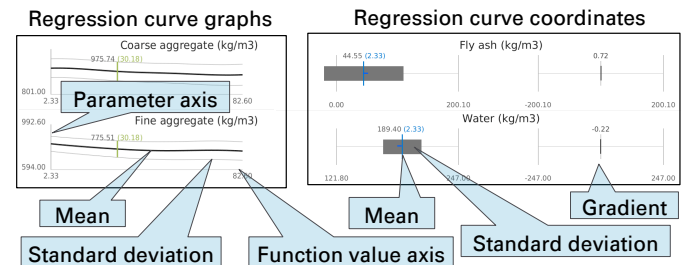 Regression curve graphs
Regression curve coordinates
Coarse aggregate (kg/m3)
975.74 (30.18)
801.00
2.33
82.60
Parameter axis
992.60
Fine aggregate (kg/m3)
775.51 (30.18)
594.00
2.33
Mean
Standard deviation
Function value axis
Fly ash (kg/m3)
44.55 (2.33)
0.72
0.00
200.10
-200.10
200.10
Water (kg/m3)
189.40 (2.33)
-0.22
121.80
247.00
-247.00
247.00
Mean
Standard deviation
Gradient